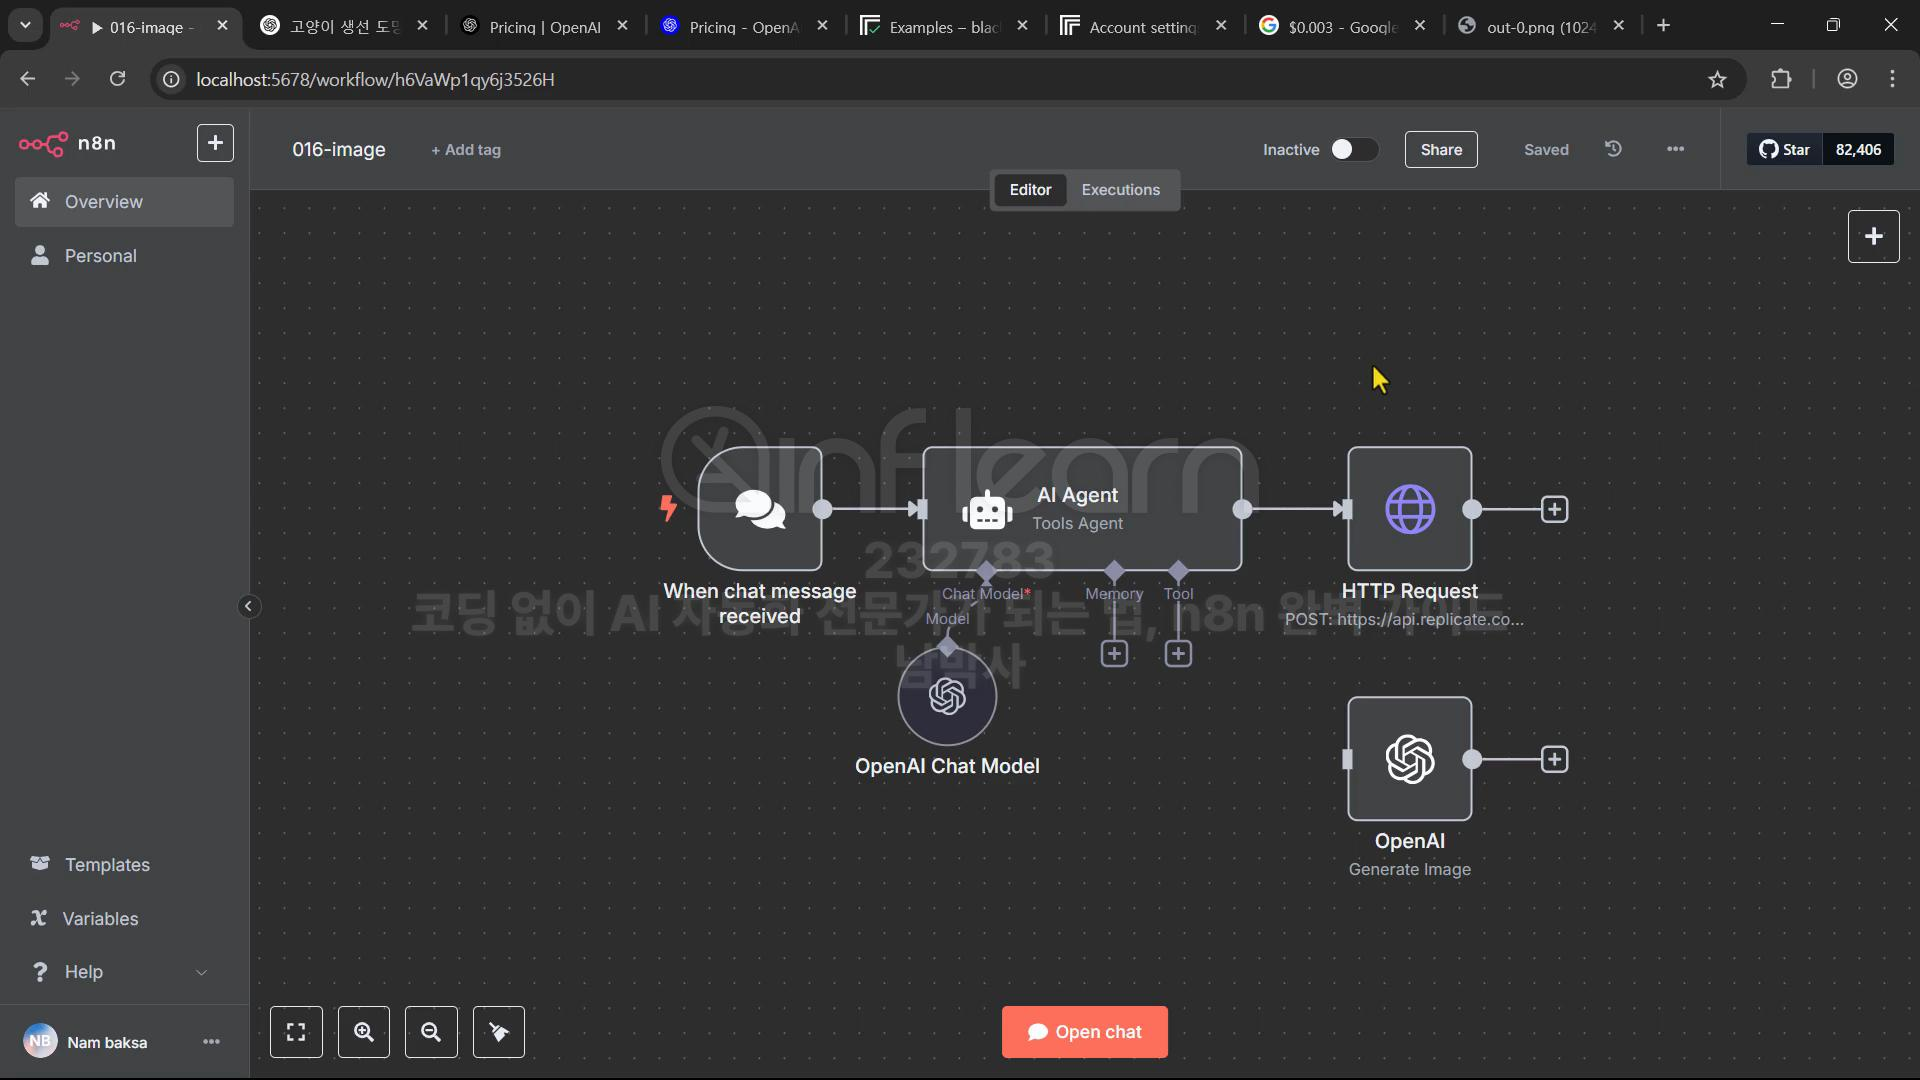 016-image -
고양이 생선 도둑
Pricing | OpenAI
Pricing - OpenA
Examples – blac
Account setting
$0.003 - Google
out-0.png (1024
localhost:5678/workflow/h6VaWp1qy6j3526H
n8n
016-image
+ Add tag
Inactive
Share
Saved
Star
82,406
Editor
Executions
Overview
Personal
inflearn
AI Agent
Tools Agent
232783
When chat message
received
Chat Model*
Memory
Tool
Model
HTTP Request
POST: https://api.replicate.co...
코딩 없이 AI 자동화 전문가가 되는 법, n8n 완벽 가이드
남박사
OpenAI Chat Model
OpenAI
Generate Image
Templates
Variables
Help
NB
Nam baksa
Open chat